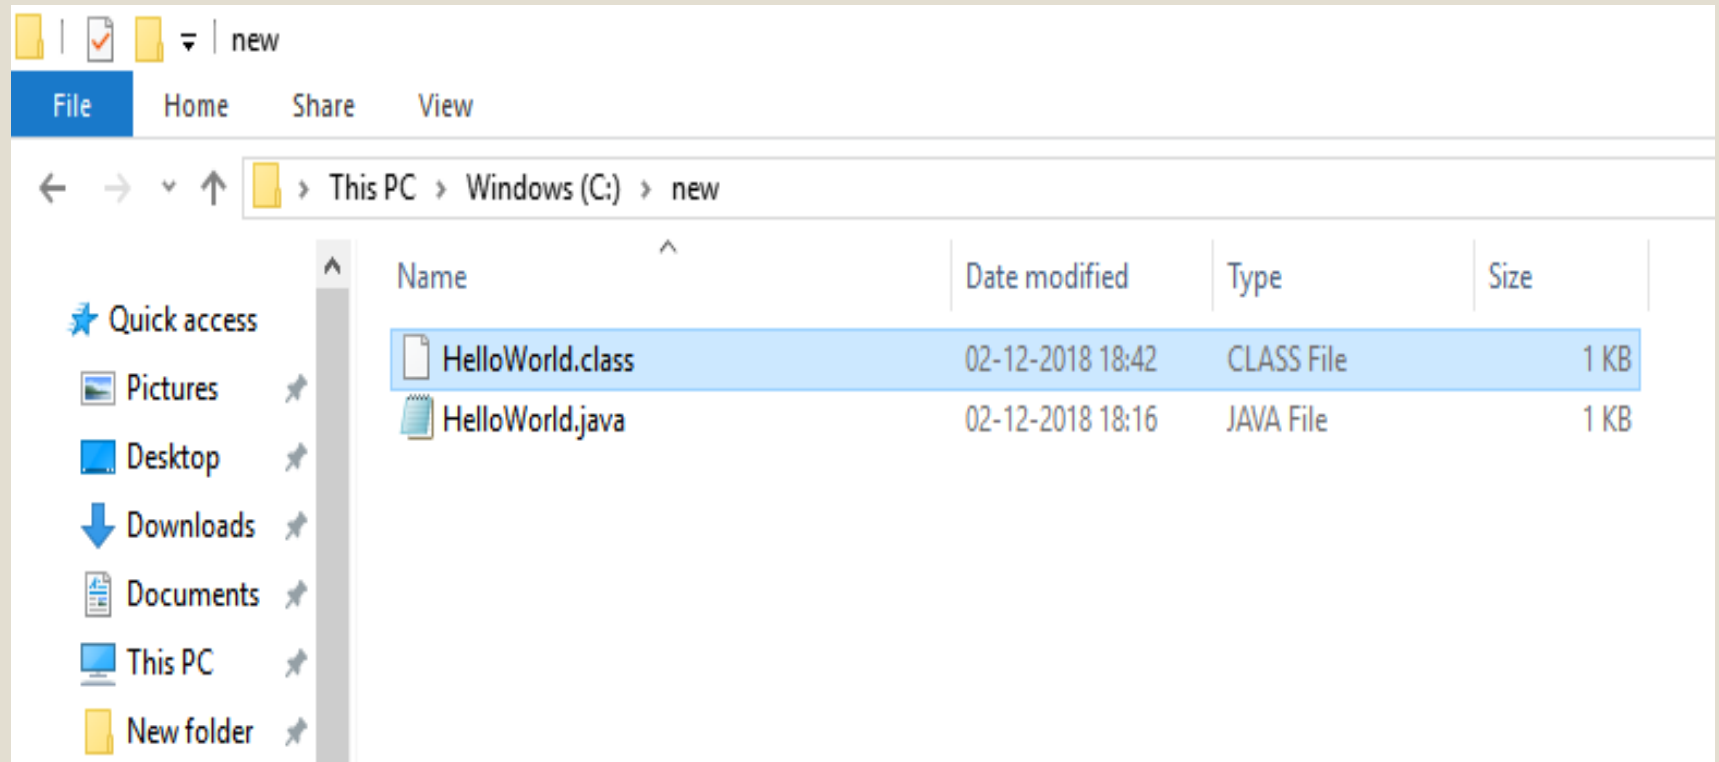 new
File Home Share View
This PC Windows (C:) new
Name Date modified Type Size
Quick access
HelloWorld.class 02-12-2018 18:42 CLASS File 1 KB
Pictures
HelloWorld.java 02-12-2018 18:16 JAVA File 1 KB
Desktop
Downloads
Documents
This PC
New folder